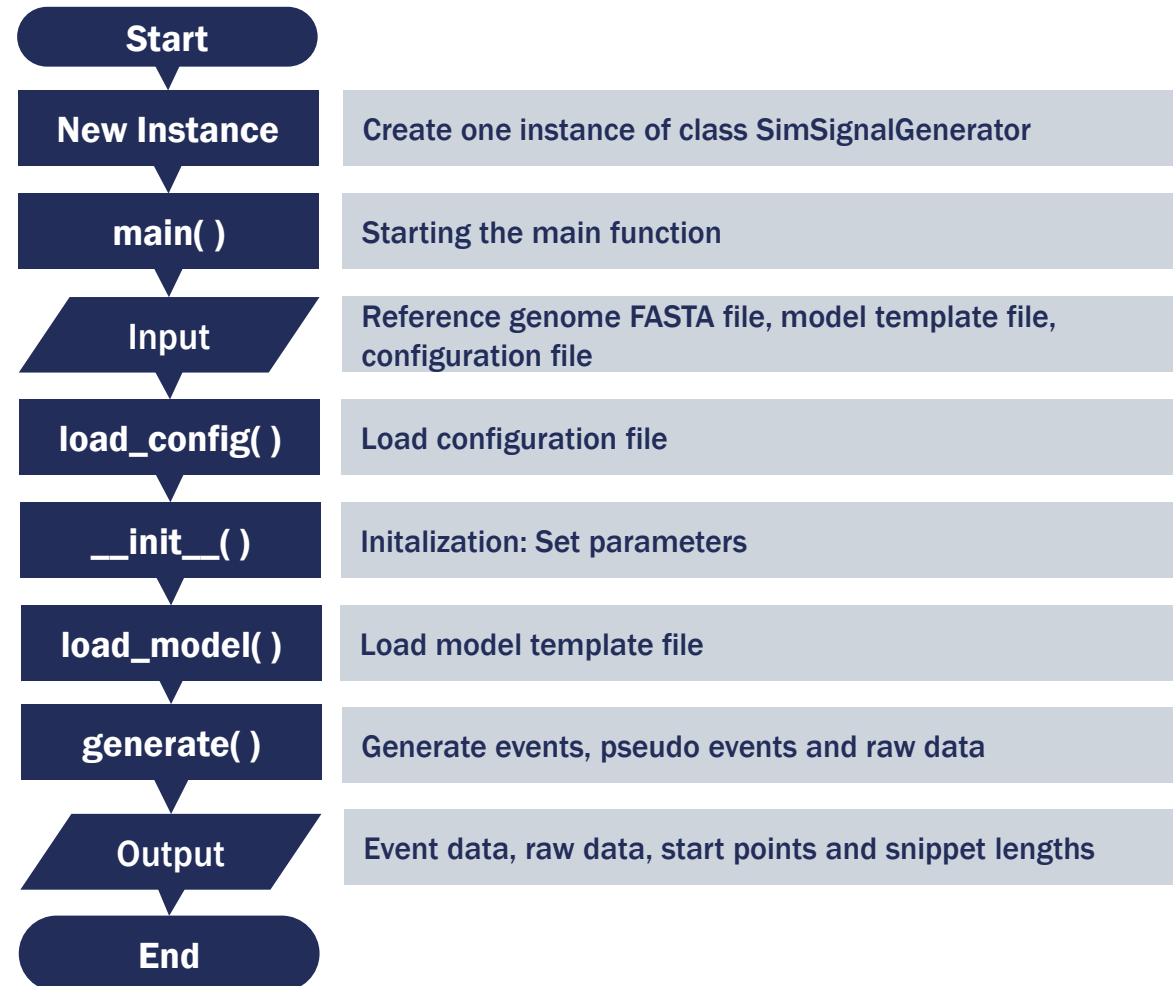 Start
New Instance
Create one instance of class SimSignalGenerator
main( )
Starting the main function
Input
Reference genome FASTA file, model template file,
configuration file
load_config( )
Load configuration file
__init__( )
Initalization: Set parameters
load_model( )
Load model template file
generate( )
Generate events, pseudo events and raw data
Output
Event data, raw data, start points and snippet lengths
End